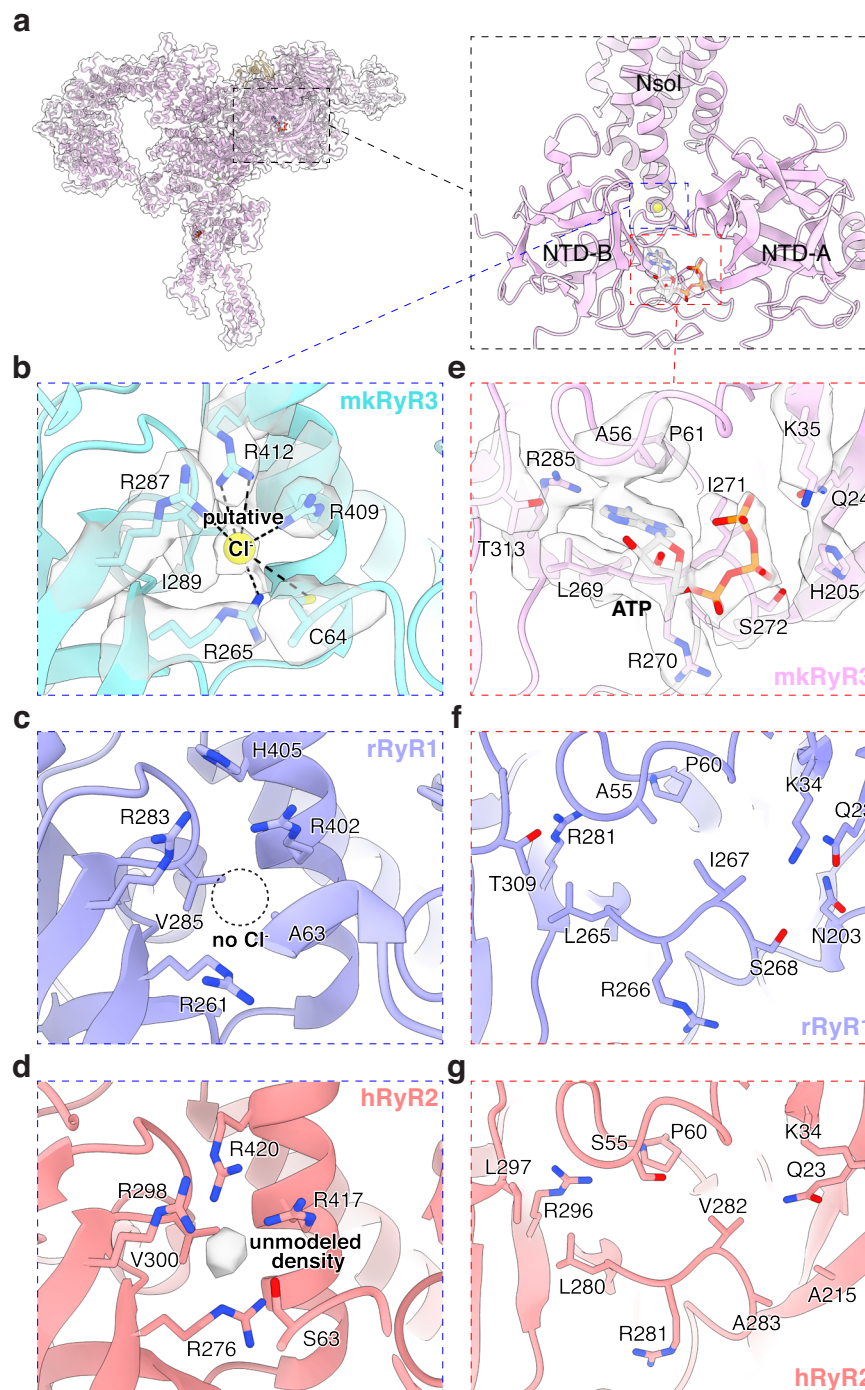 a
Nsol
NTD-B
NTD-A
b
mkRyR3
R412
R287
putative
R409
Cl-
I289
C64
R265
e
A56
P61
K35
R285
I271
Q24
T313
L269
H205
ATP
S272
R270
mkRyR3
c
H405
rRyR1
R283
R402
V285
A63
no Cl-
R261
f
P60
A55
K34
Q23
R281
T309
I267
L265
N203
S268
R266
rRyR1
d
hRyR2
R420
R298
R417
unmodeled
V300
density
R276
S63
g
S55
P60
K34
L297
Q23
R296
V282
L280
A215
A283
R281
hRyR2